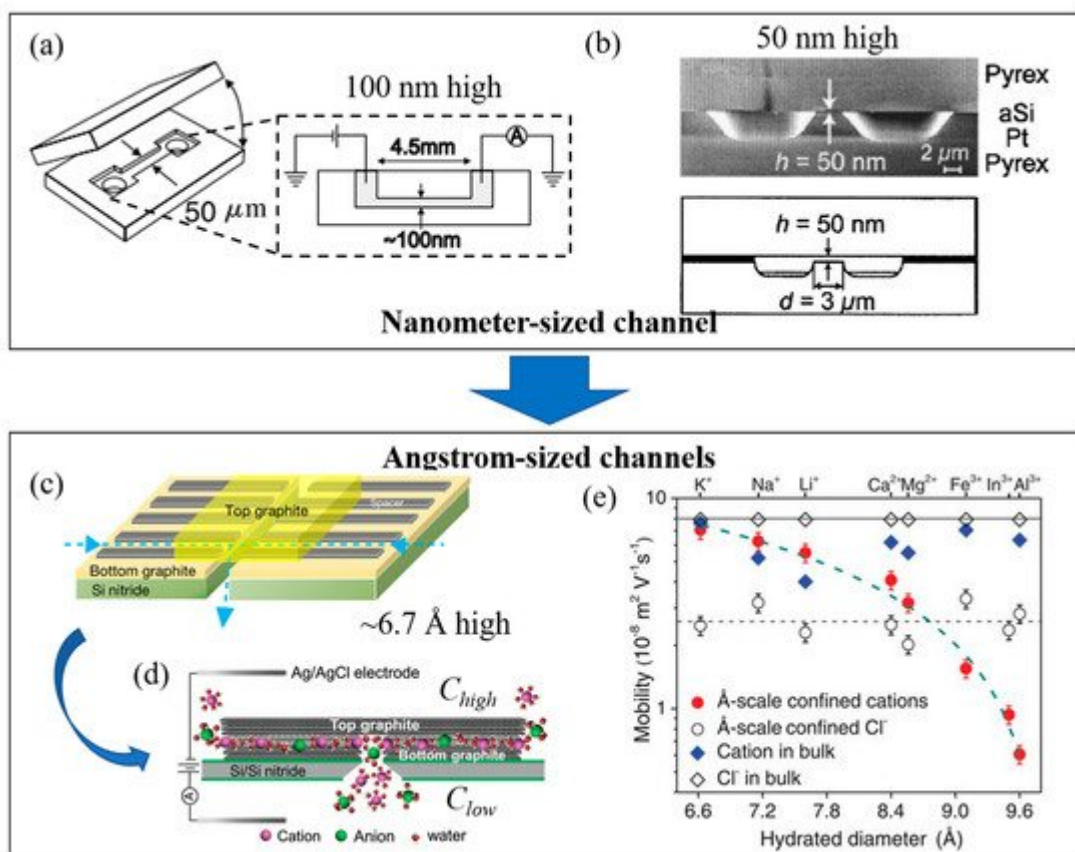 (a)
100 nm high
4.5mm
A
~100nm
50 μm
(b)
50 nm high
Pyrex
aSi
Pt
Pyrex
h = 50 nm
2 μm
h = 50 nm
d = 3 μm
Nanometer-sized channel
Angstrom-sized channels
(c)
Top graphite
Spacer
Bottom graphite
Si nitride
~6.7 Å high
(d)
Ag/AgCl electrode
C_high
Top graphite
Bottom graphite
Si/Si nitride
A
C_low
Cation Anion water
(e)
K⁺ Na⁺ Li⁺ Ca²⁺Mg²⁺ Fe³⁺ In³⁺Al³⁺
10
1
Mobility (10⁻⁸ m² V⁻¹s⁻¹)
Å-scale confined cations
Å-scale confined Cl⁻
Cation in bulk
Cl⁻ in bulk
6.6 7.2 7.8 8.4 9.0 9.6
Hydrated diameter (Å)